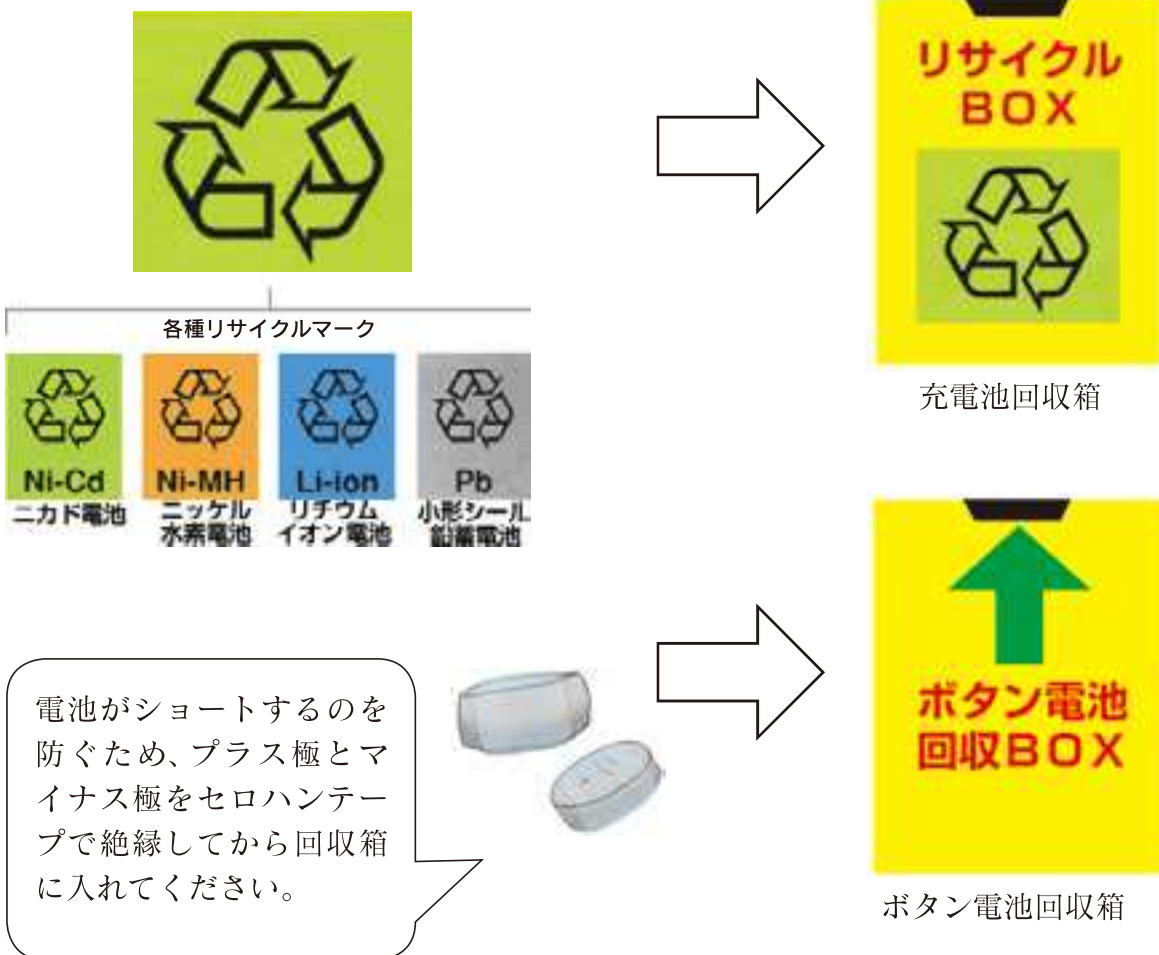 リサイクル
BOX
充電池回収箱
各種リサイクルマーク
Ni-Cd
ニカド電池
Ni-MH
ニッケル
水素電池
Li-ion
リチウム
イオン電池
Pb
小形シール
鉛蓄電池
電池がショートするのを
防ぐため、プラス極とマ
イナス極をセロハンテー
プで絶縁してから回収箱
に入れてください。
ボタン電池
回収BOX
ボタン電池回収箱